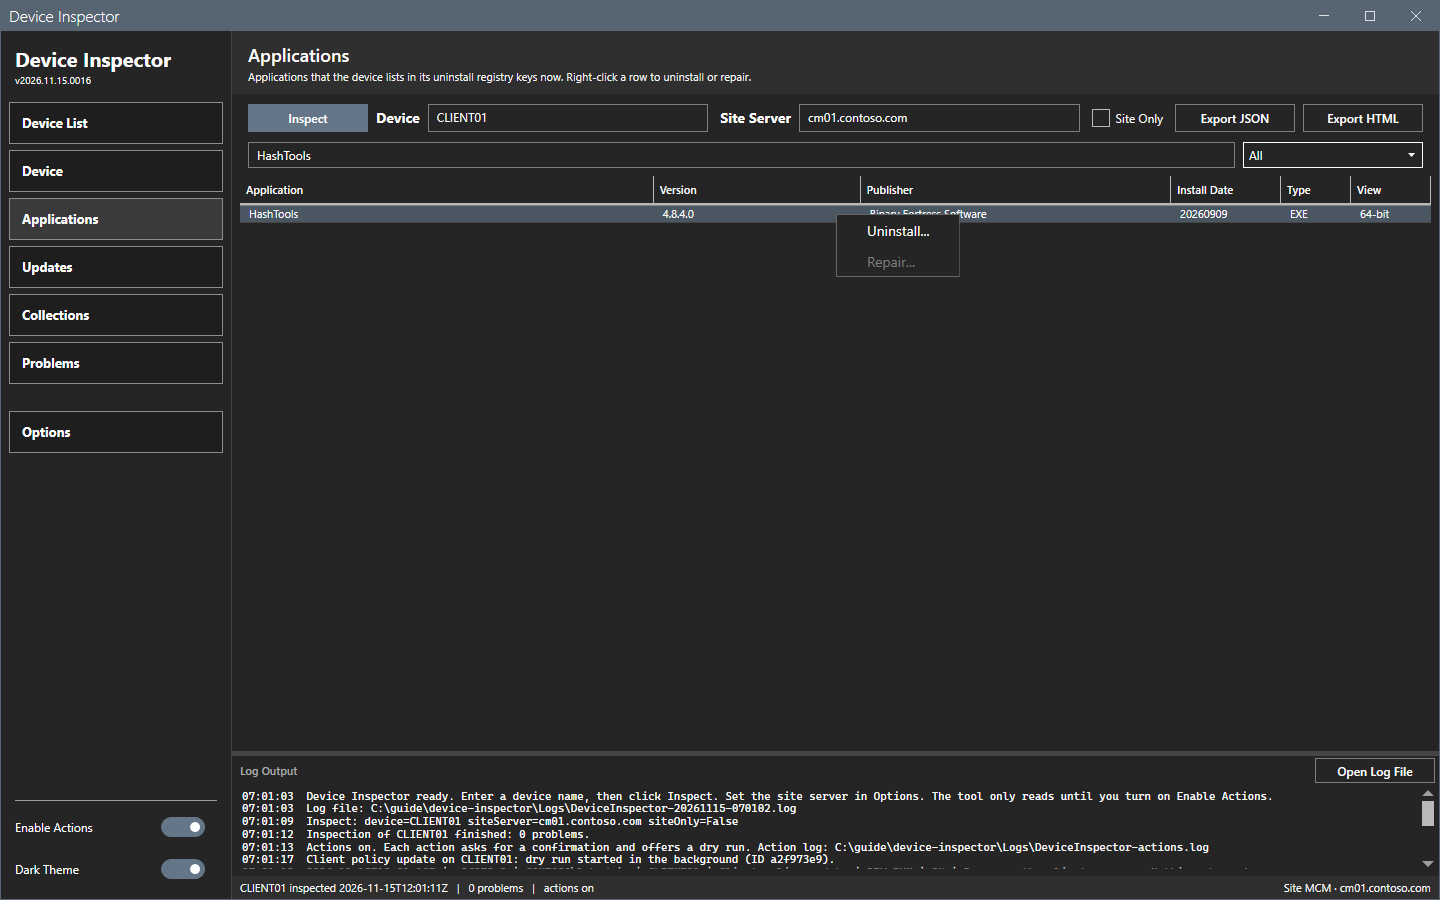 Device Inspector
Device Inspector
v2026.11.15.0016
Device List
Device
Applications
Updates
Collections
Problems
Options
Enable Actions
Dark Theme
Applications
Applications that the device lists in its uninstall registry keys now. Right-click a row to uninstall or repair.
Inspect Device CLIENT01 Site Server cm01.contoso.com Site Only Export JSON Export HTML
HashTools All
Application Version Publisher Install Date Type View
HashTools 4.8.4.0 Binary Fortress Software 20260909 EXE 64-bit
Uninstall...
Repair...
Log Output Open Log File
07:01:03 Device Inspector ready. Enter a device name, then click Inspect. Set the site server in Options. The tool only reads until you turn on Enable Actions.
07:01:03 Log file: C:\guide\device-inspector\Logs\DeviceInspector-20261115-070102.log
07:01:09 Inspect: device=CLIENT01 siteServer=cm01.contoso.com siteOnly=False
07:01:12 Inspection of CLIENT01 finished: 0 problems.
07:01:13 Actions on. Each action asks for a confirmation and offers a dry run. Action log: C:\guide\device-inspector\Logs\DeviceInspector-actions.log
07:01:17 Client policy update on CLIENT01: dry run started in the background (ID a2f973e9).
CLIENT01 inspected 2026-11-15T12:01:11Z | 0 problems | actions on
Site MCM · cm01.contoso.com